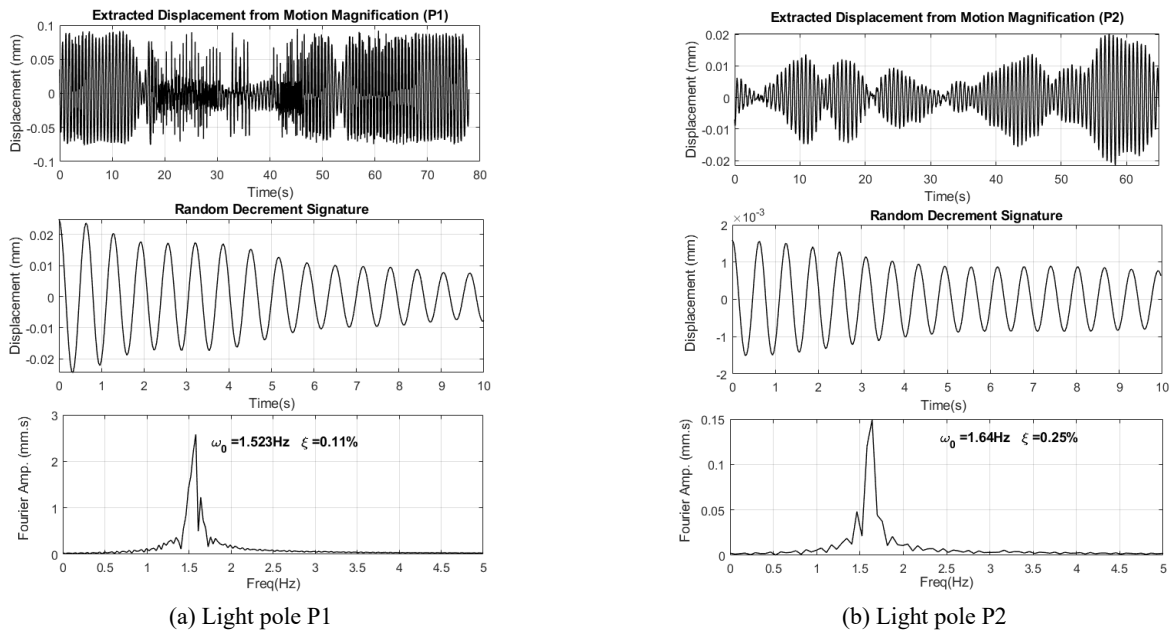 Extracted Displacement from Motion Magnification (P1)
Displacement (mm)
0.1
0.05
0
-0.05
-0.1
0 10 20 30 40 50 60 70 80
Time(s)
Random Decrement Signature
Displacement (mm)
0.02
0.01
0
-0.01
-0.02
0 1 2 3 4 5 6 7 8 9 10
Time(s)
Fourier Amp. (mm.s)
3
2
1
0
ω₀ =1.523Hz ξ =0.11%
0 0.5 1 1.5 2 2.5 3 3.5 4 4.5 5
Freq(Hz)
(a) Light pole P1
Extracted Displacement from Motion Magnification (P2)
Displacement (mm)
0.02
0.01
0
-0.01
-0.02
0 10 20 30 40 50 60
Time(s)
Random Decrement Signature
×10⁻³
Displacement (mm)
2
1
0
-1
-2
0 1 2 3 4 5 6 7 8 9 10
Time(s)
Fourier Amp. (mm.s)
0.15
0.1
0.05
0
ω₀ =1.64Hz ξ =0.25%
0 0.5 1 1.5 2 2.5 3 3.5 4 4.5 5
Freq(Hz)
(b) Light pole P2